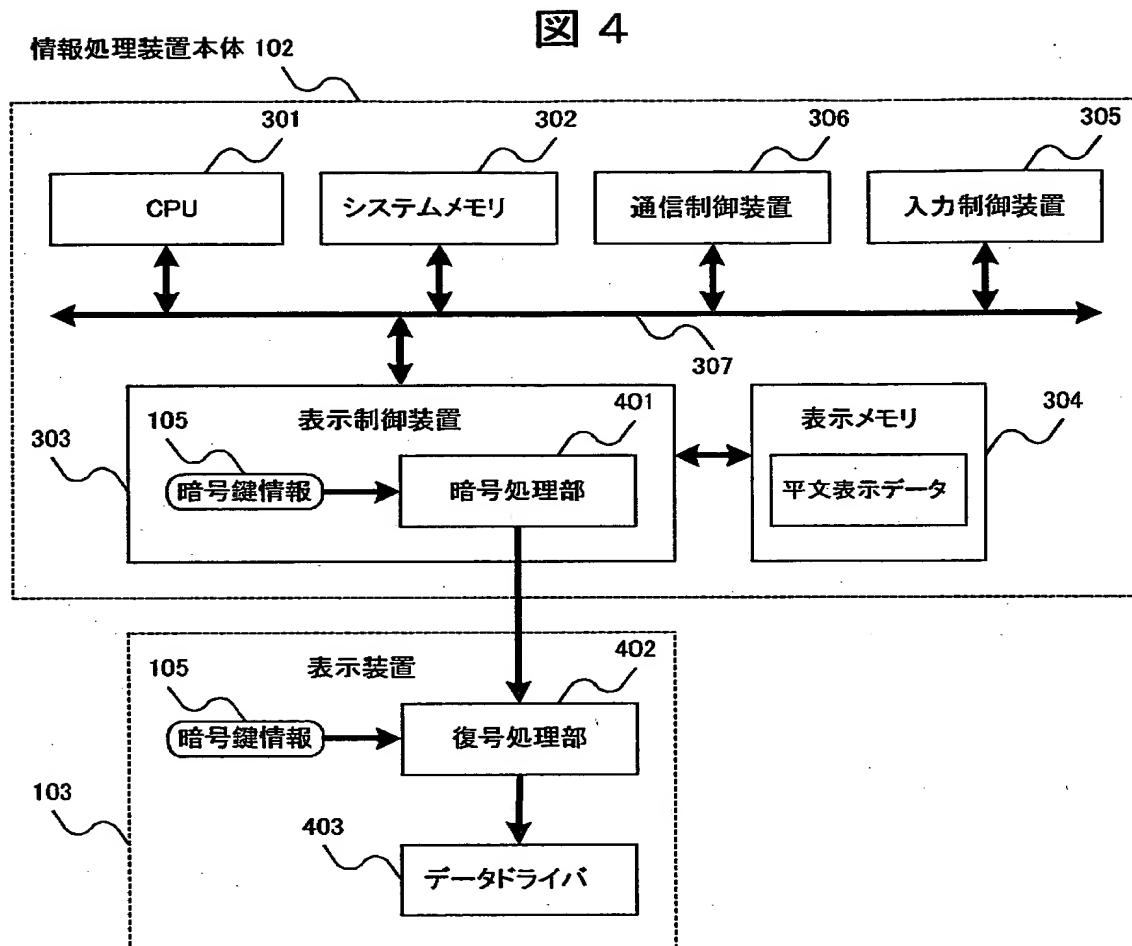 図 4
情報処理装置本体 102
301
302
306
305
CPU
システムメモリ
通信制御装置
入力制御装置
307
表示制御装置
401
表示メモリ
304
105
303
暗号鍵情報
暗号処理部
平文表示データ
表示装置
402
105
暗号鍵情報
復号処理部
103
403
データドライバ